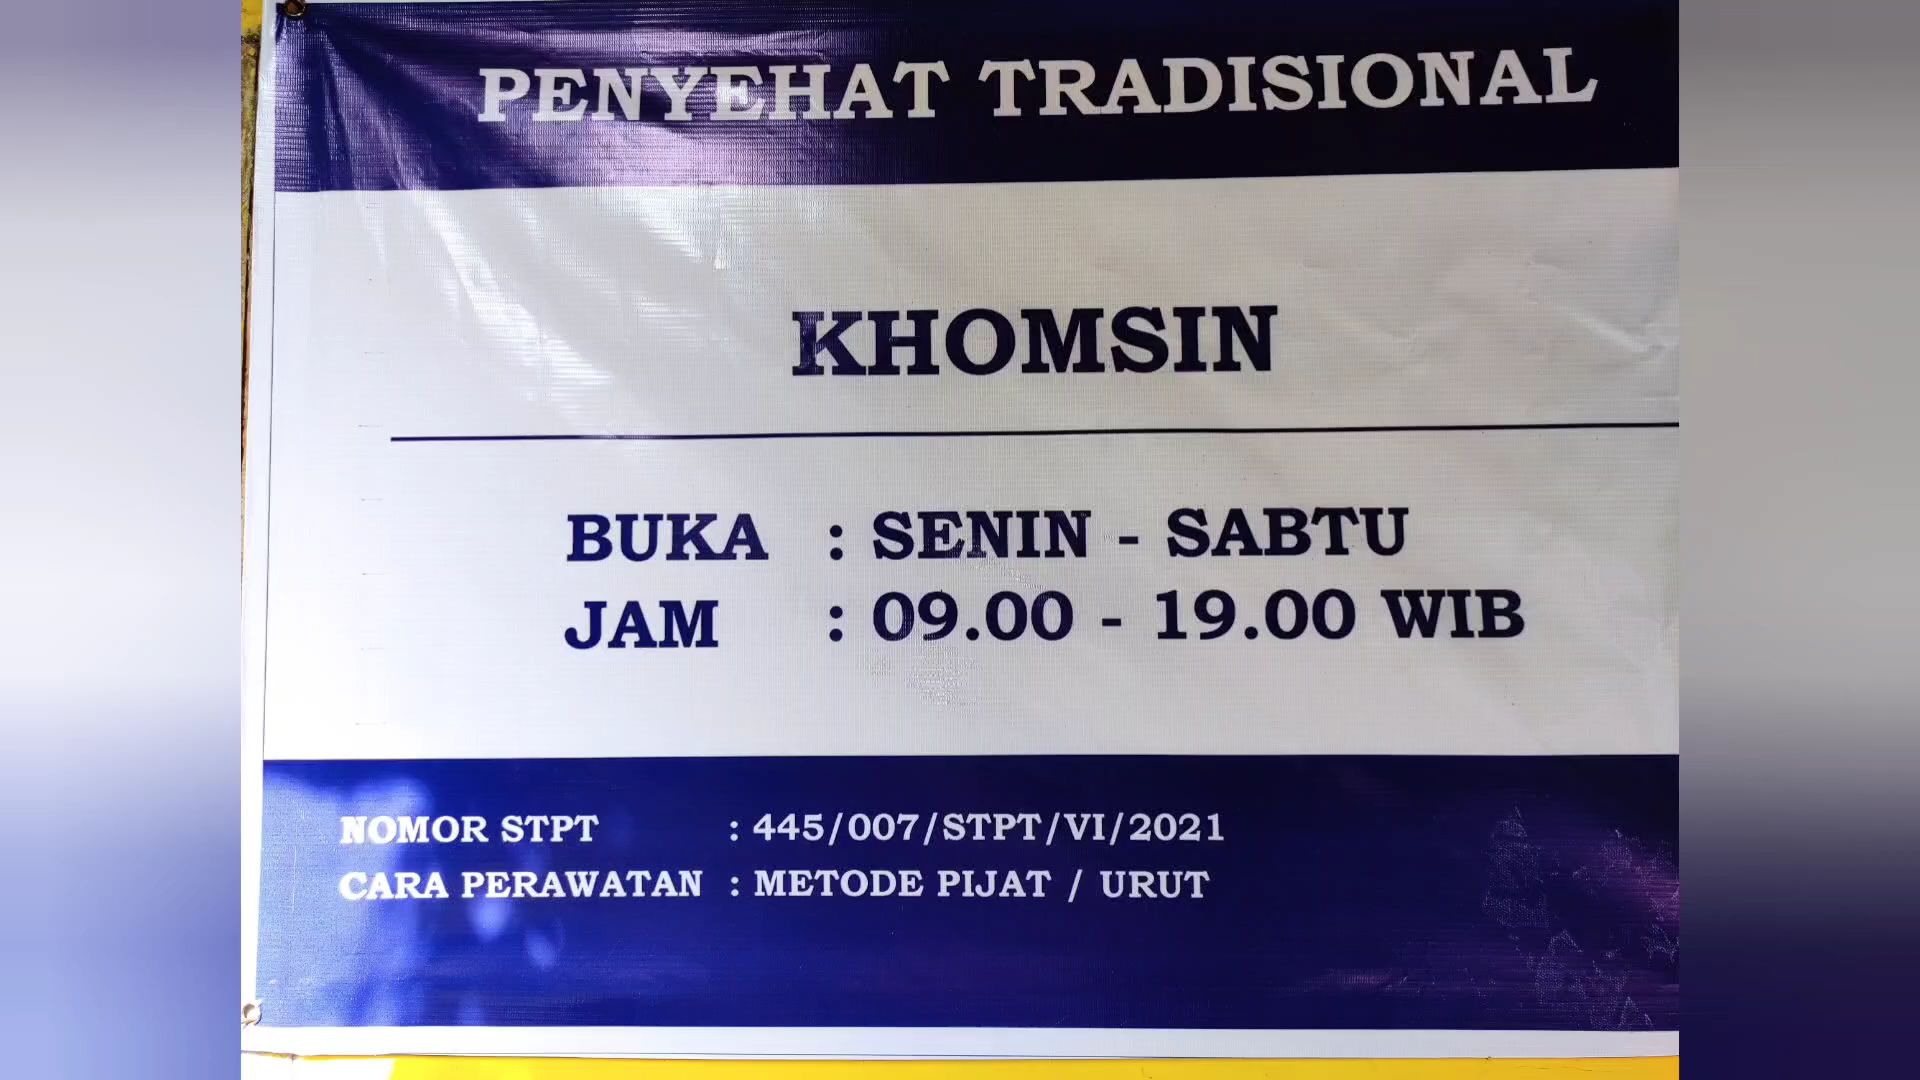 PENYEHAT TRADISIONAL
KHOMSIN
BUKA : SENIN - SABTU
JAM : 09.00 - 19.00 WIB
NOMOR STPT : 445/007/STPT/VI/2021
CARA PERAWATAN : METODE PIJAT / URUT